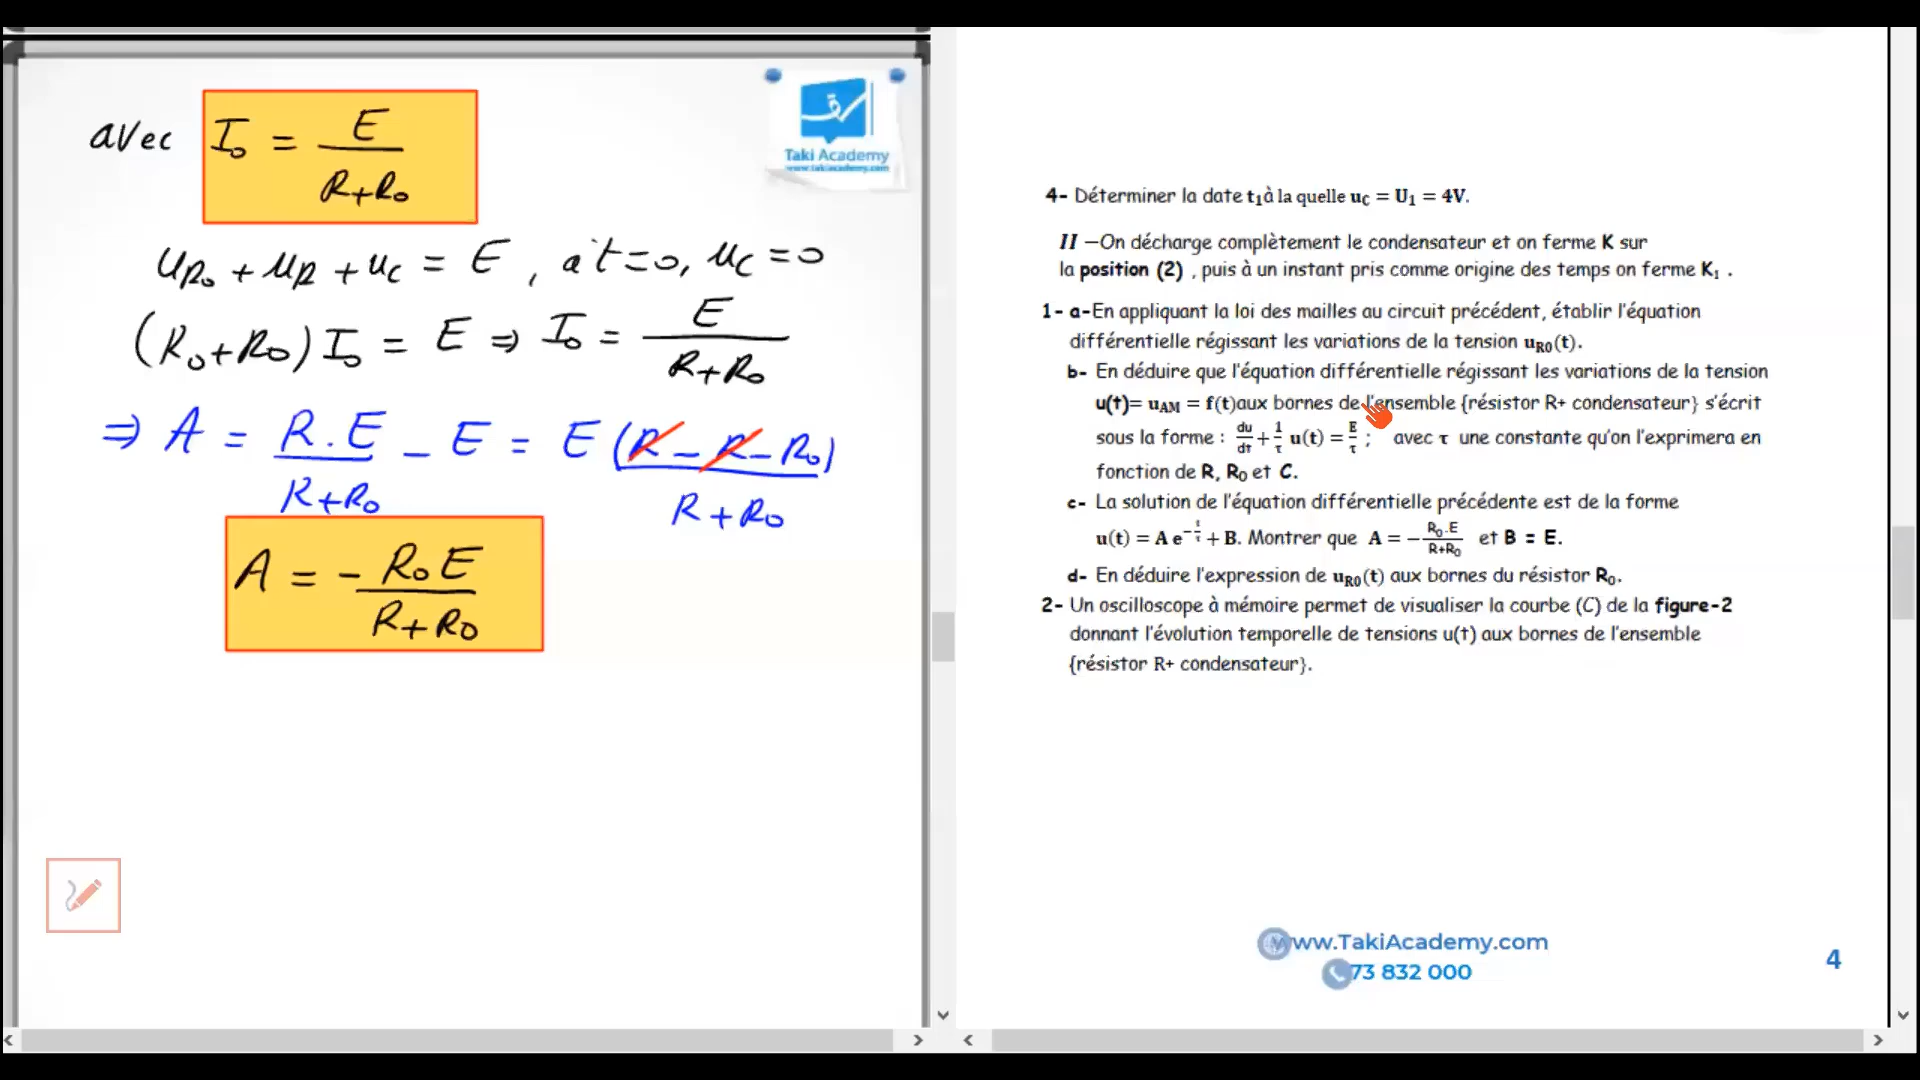 avec I₀ = E / (R+R₀)
Taki Academy
www.takiacademy.com
u_R₀ + u_R + u_C = E , à t=0, u_C = 0
(R₀+R₀) I₀ = E ⇒ I₀ = E / (R+R₀)
⇒ A = R.E / (R+R₀) - E = E (R - R - R₀) / (R+R₀)
A = - R₀ E / (R+R₀)
4- Déterminer la date t₁à la quelle u_C = U₁ = 4V.
II –On décharge complètement le condensateur et on ferme K sur
la position (2) , puis à un instant pris comme origine des temps on ferme K₁ .
1- a-En appliquant la loi des mailles au circuit précédent, établir l'équation
différentielle régissant les variations de la tension u_R0(t).
b- En déduire que l'équation différentielle régissant les variations de la tension
u(t)= u_AM = f(t)aux bornes de l'ensemble {résistor R+ condensateur} s'écrit
sous la forme : du/dt + 1/τ u(t) = E/τ ; avec τ une constante qu'on l'exprimera en
fonction de R, R₀ et C.
c- La solution de l'équation différentielle précédente est de la forme
u(t) = A e^(-t/τ) + B. Montrer que A = - R₀.E / (R+R₀) et B = E.
d- En déduire l'expression de u_R0(t) aux bornes du résistor R₀.
2- Un oscilloscope à mémoire permet de visualiser la courbe (C) de la figure-2
donnant l'évolution temporelle de tensions u(t) aux bornes de l'ensemble
{résistor R+ condensateur}.
www.TakiAcademy.com
73 832 000
4